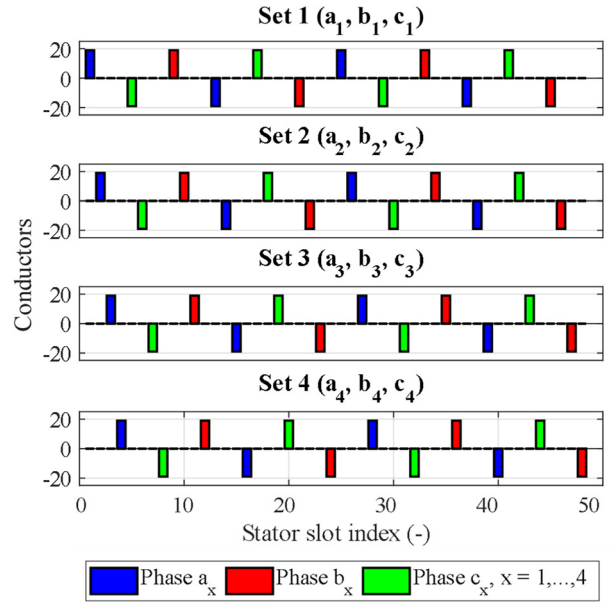 Set 1 (a1, b1, c1)
20
0
-20
Set 2 (a2, b2, c2)
20
0
-20
Set 3 (a3, b3, c3)
20
0
-20
Set 4 (a4, b4, c4)
20
0
-20
0 10 20 30 40 50
Conductors
Stator slot index (-)
Phase ax Phase bx Phase cx, x = 1,...,4